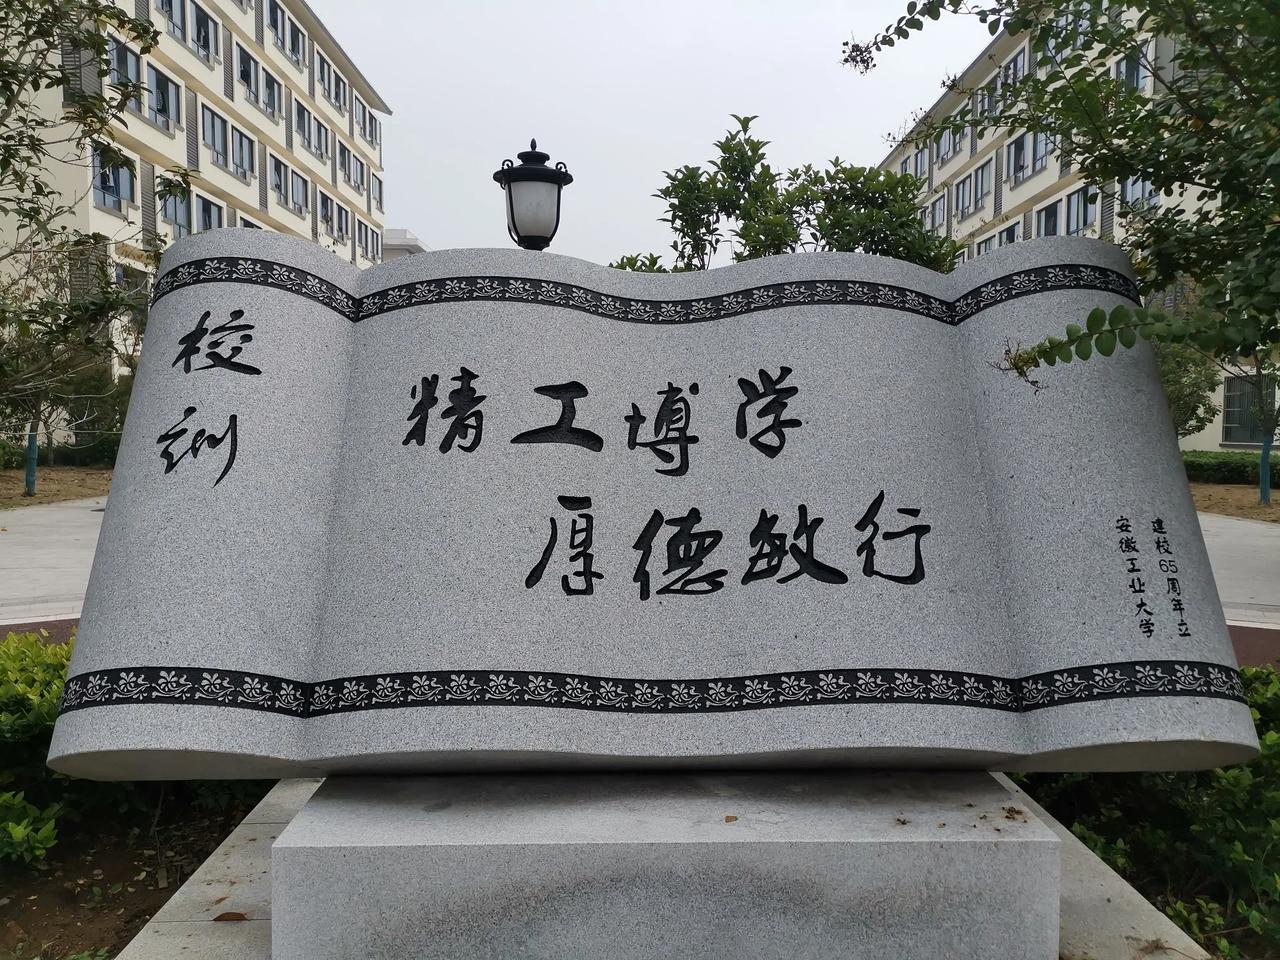 校训
精工博学
厚德敏行
建校65周年立
安徽工业大学